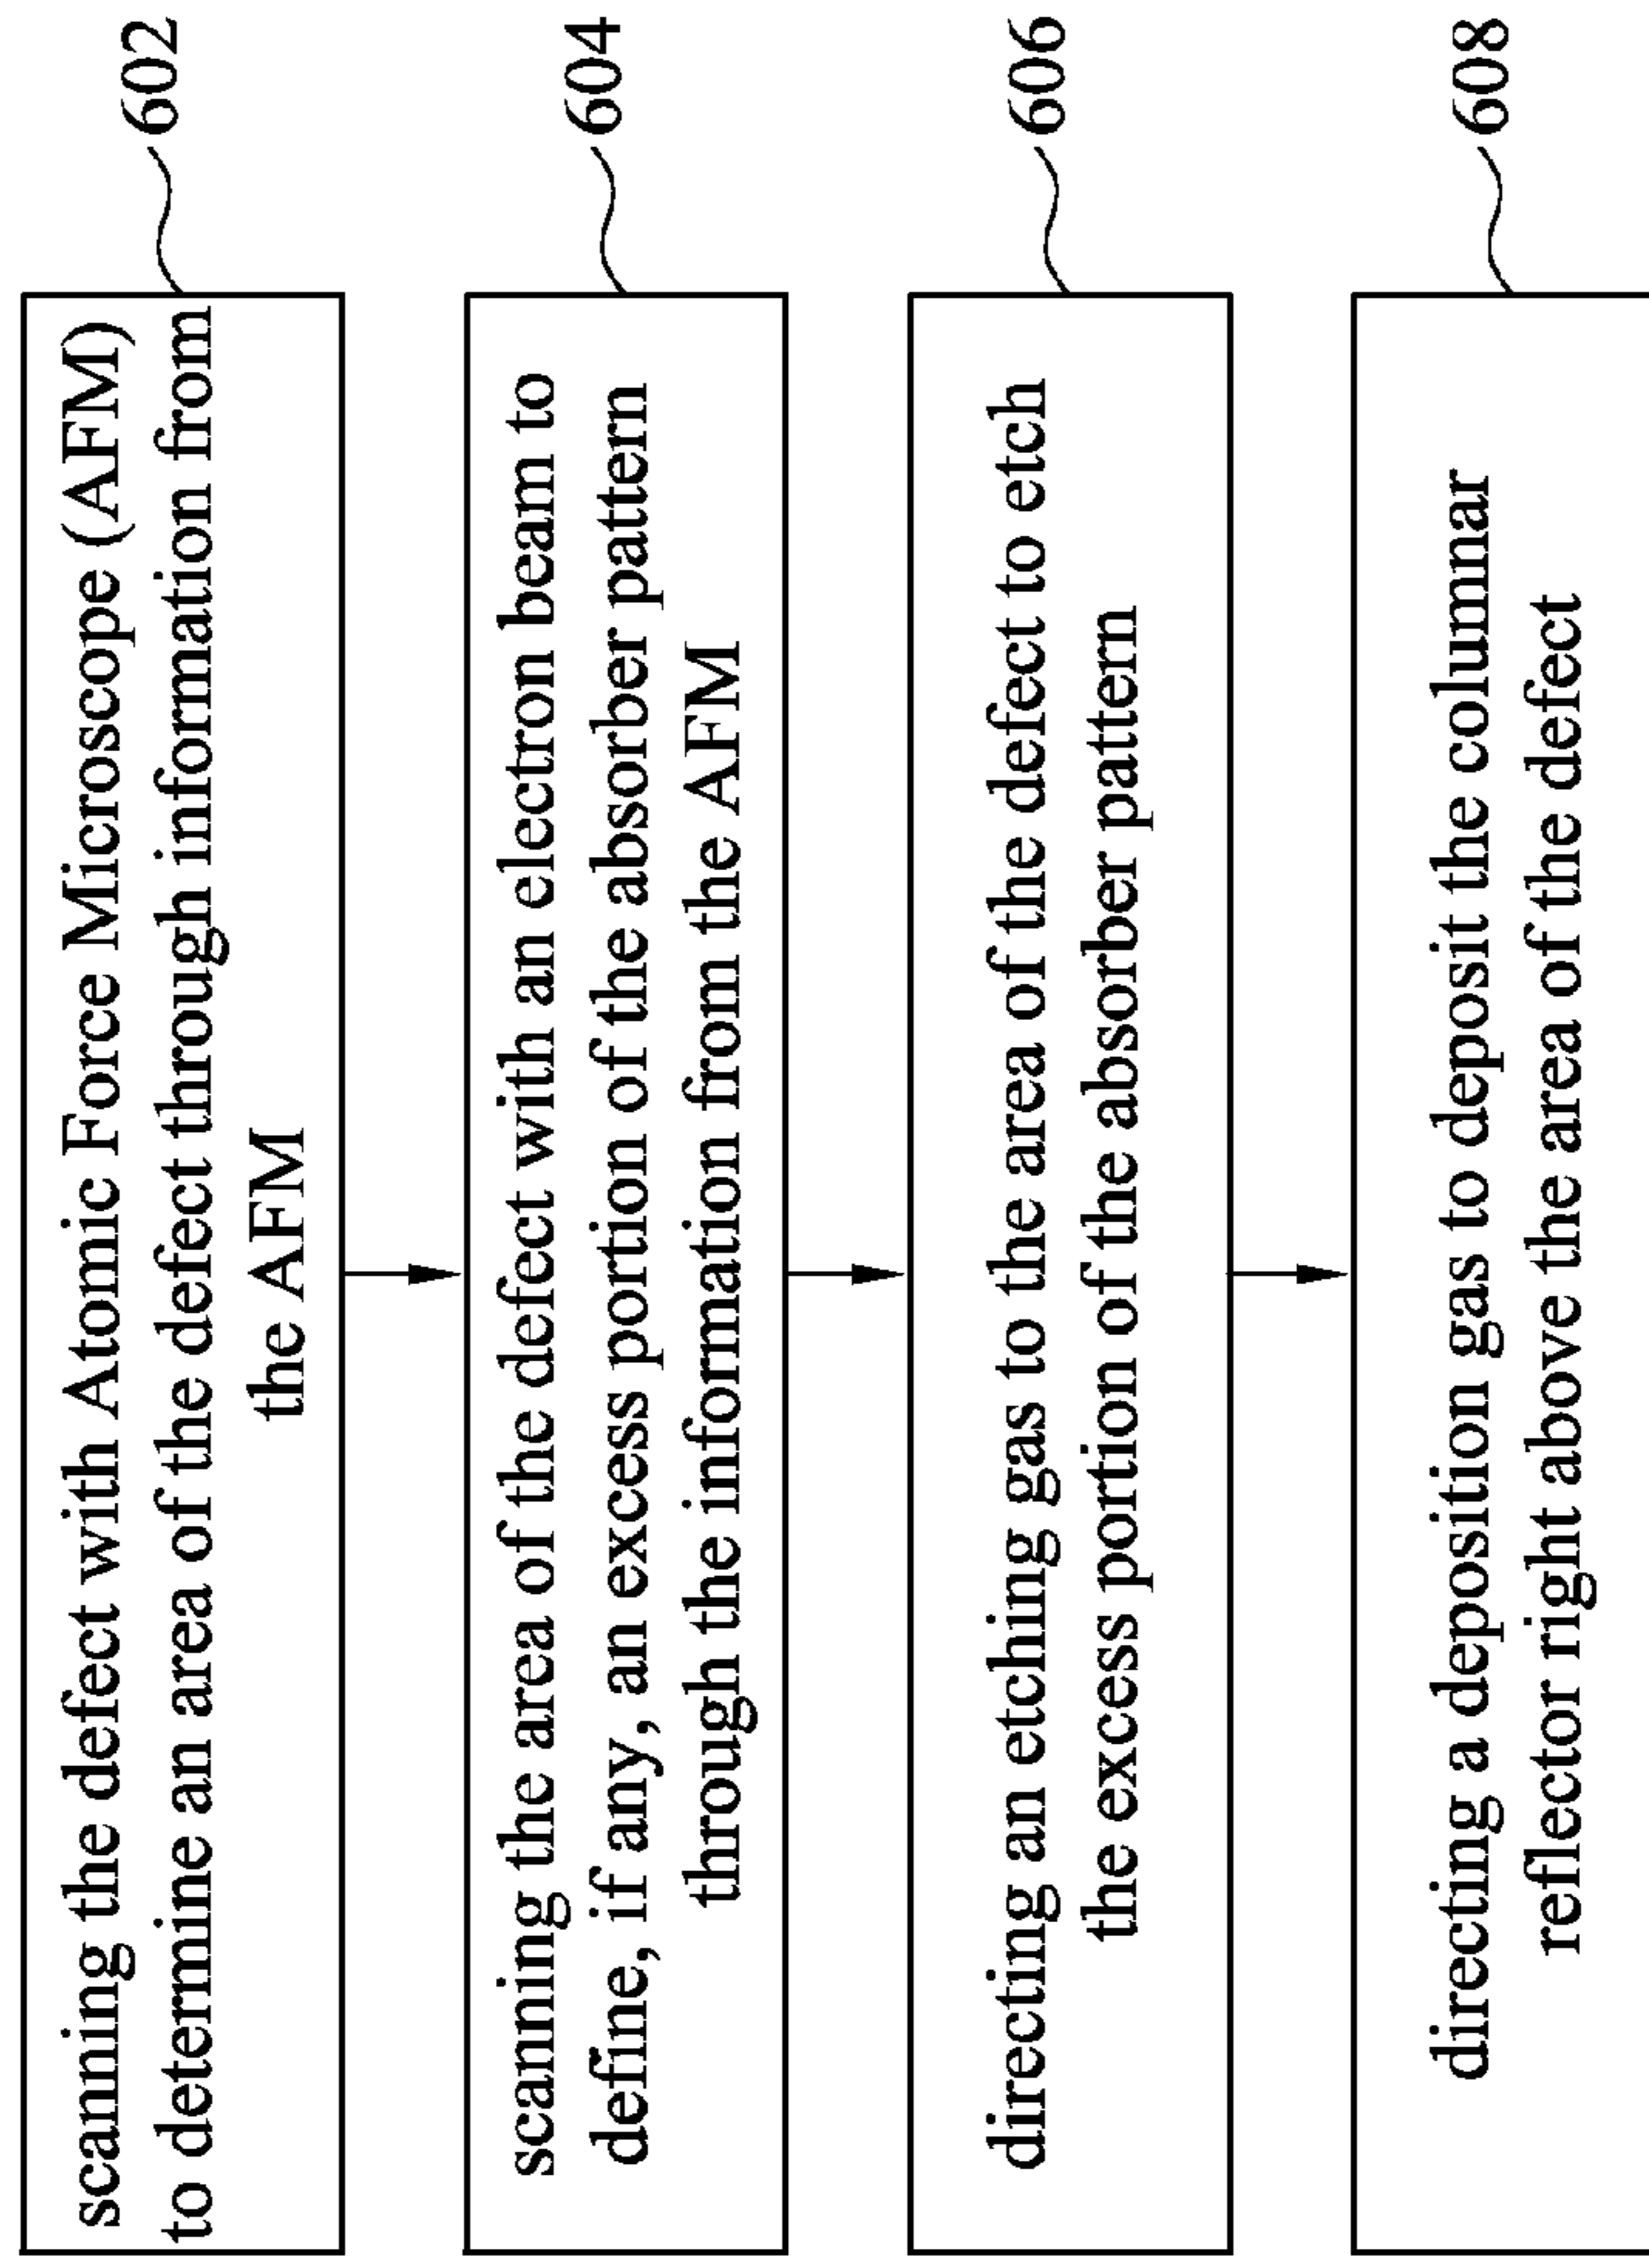 scanning the defect with Atomic Force Microscope (AFM)
to determine an area of the defect through information from
the AFM
602
scanning the area of the defect with an electron beam to
define, if any, an excess portion of the absorber pattern
through the information from the AFM
604
directing an etching gas to the area of the defect to etch
the excess portion of the absorber pattern
606
directing a deposition gas to deposit the columnar
reflector right above the area of the defect
608